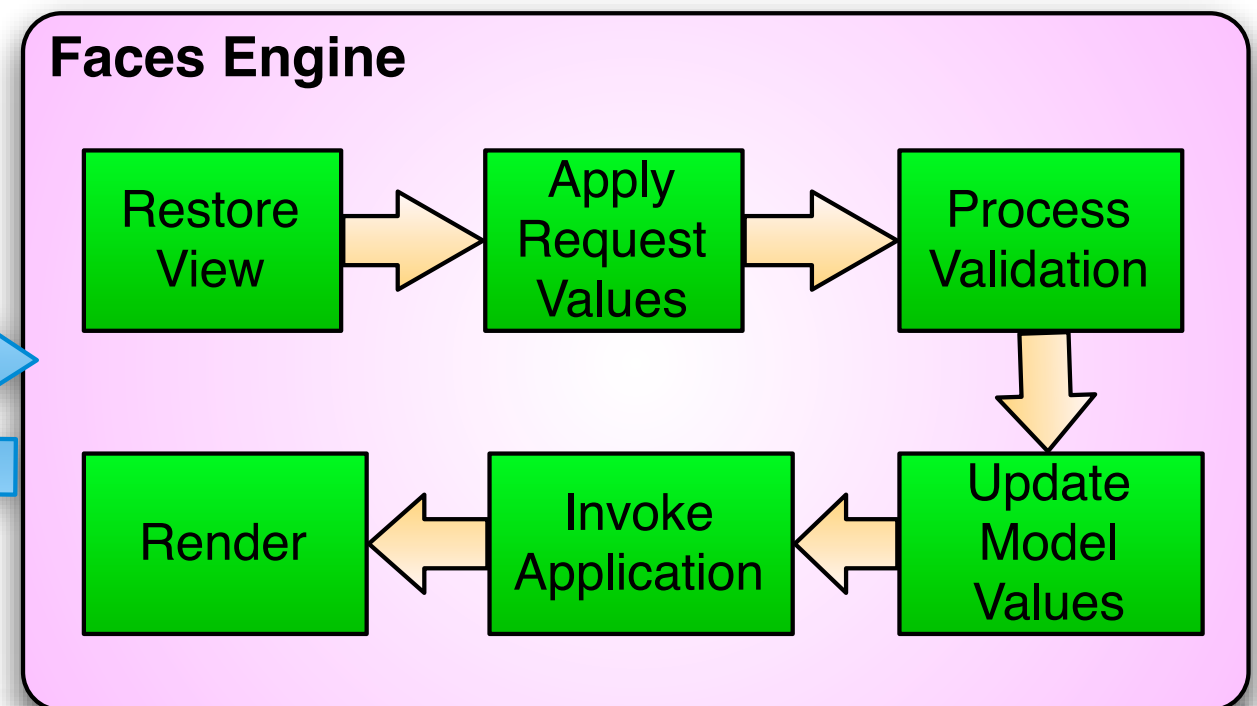 Faces Engine
Restore
View
Apply
Request
Values
Process
Validation
Update
Model
Values
Invoke
Application
Render